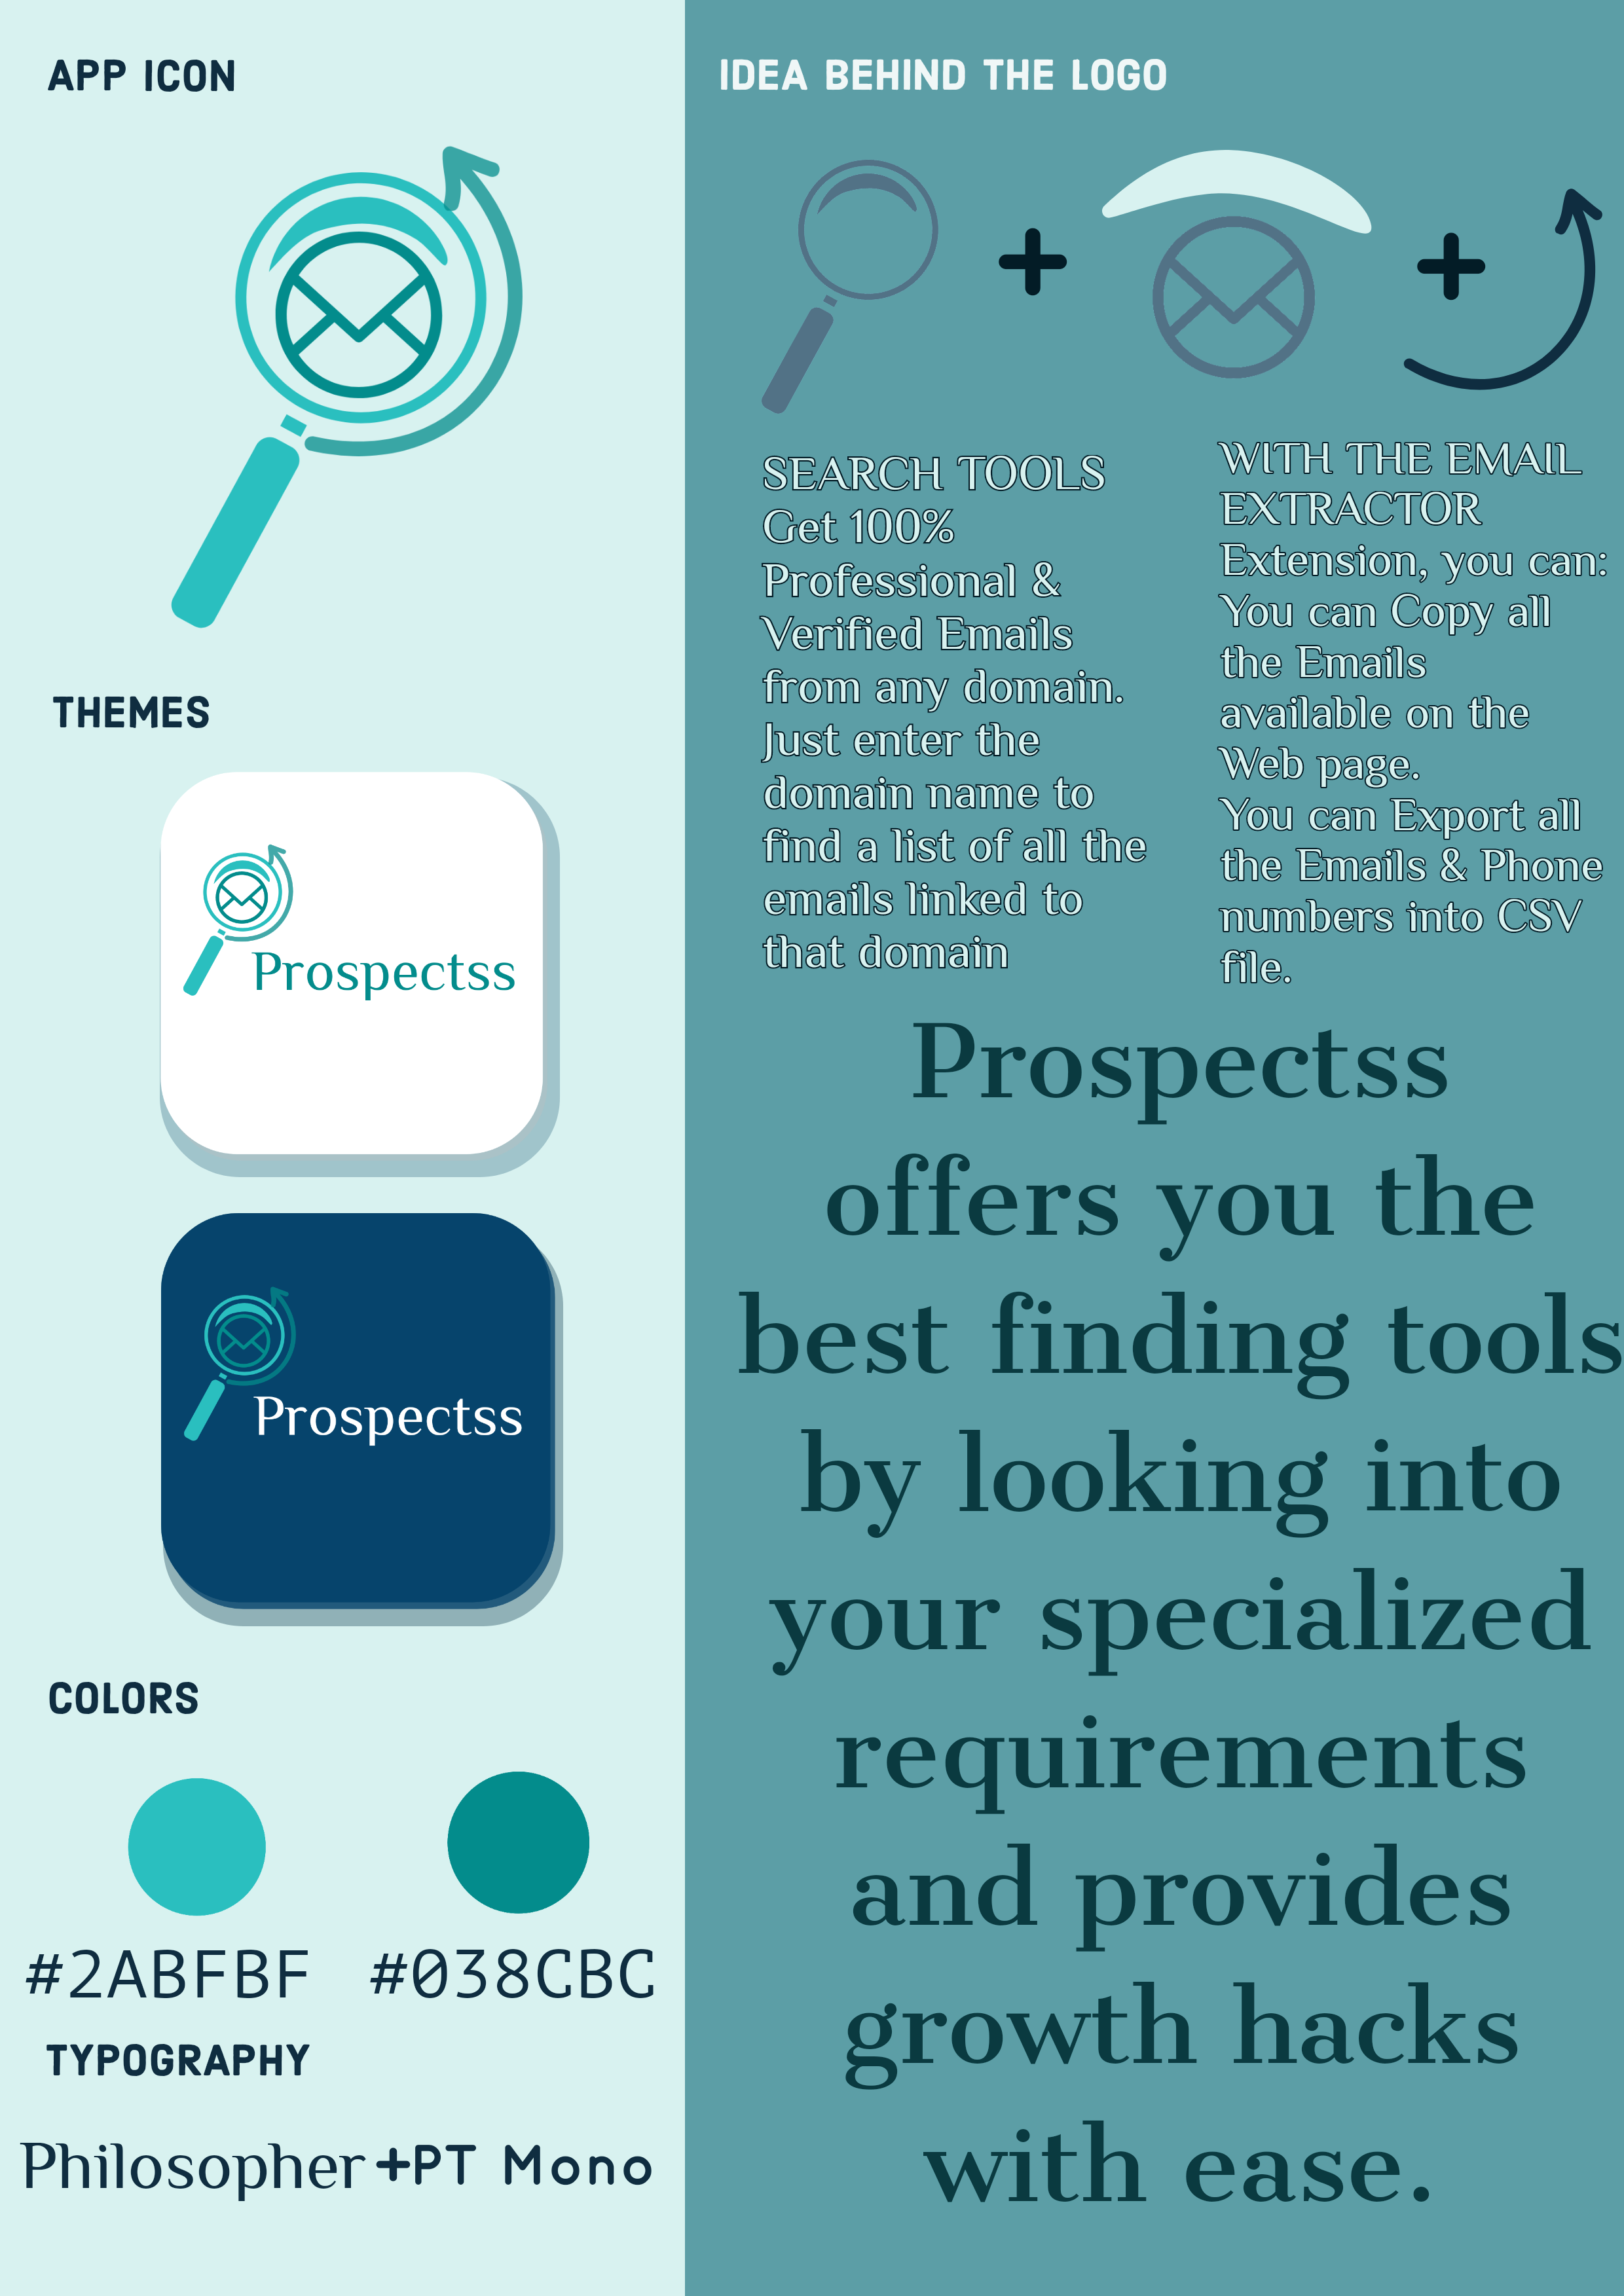 APP ICON
THEMES
Prospectss
Prospectss
COLORS
#2ABFBF #038CBC
TYPOGRAPHY
Philosopher +PT Mono
IDEA BEHIND THE LOGO
SEARCH TOOLS
Get 100%
Professional &
Verified Emails
from any domain.
Just enter the
domain name to
find a list of all the
emails linked to
that domain
WITH THE EMAIL
EXTRACTOR
Extension, you can:
You can Copy all
the Emails
available on the
Web page.
You can Export all
the Emails & Phone
numbers into CSV
file.
Prospectss
offers you the
best finding tools
by looking into
your specialized
requirements
and provides
growth hacks
with ease.